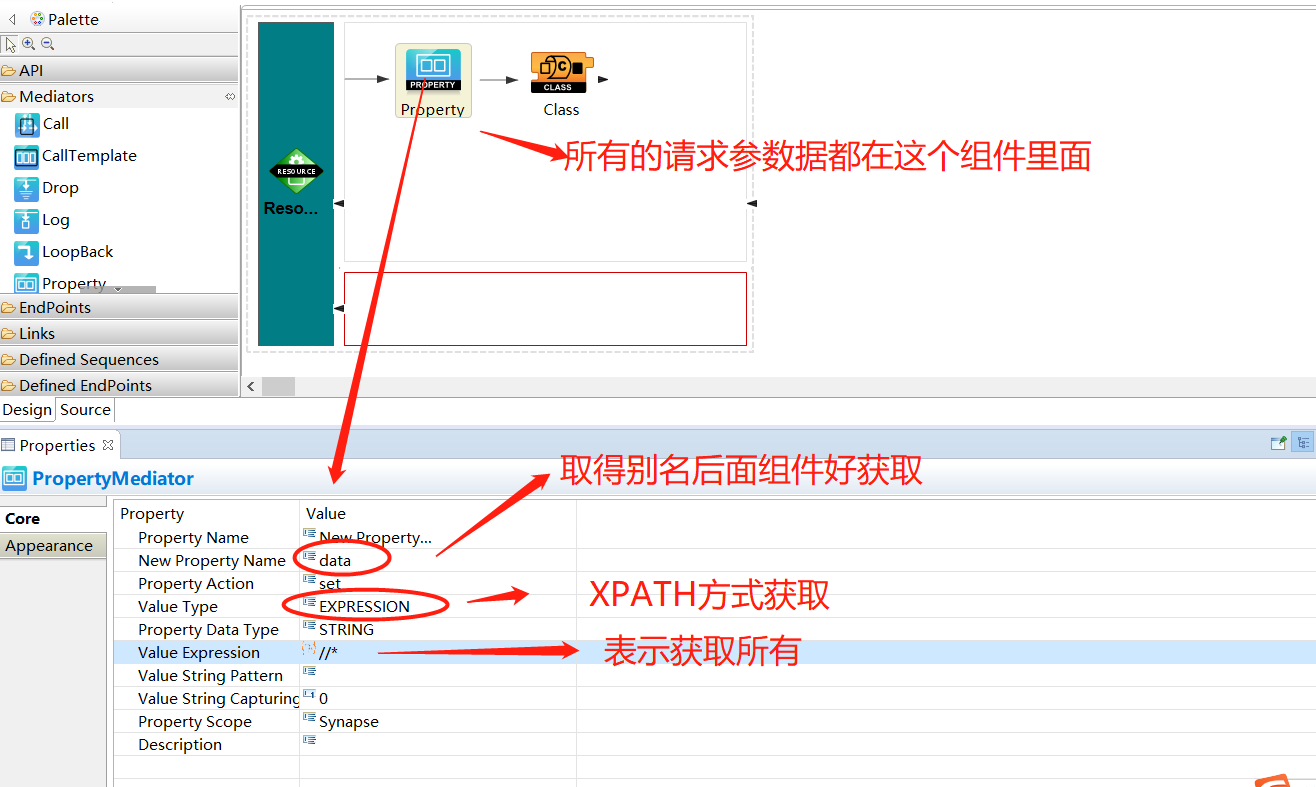 Palette
API
Mediators
Call
CallTemplate
Drop
Log
LoopBack
Property
EndPoints
Links
Defined Sequences
Defined EndPoints
RESOURCE
Reso...
PROPERTY
Property
CLASS
Class
所有的请求参数据都在这个组件里面
Design
Source
Properties
PropertyMediator
取得别名后面组件好获取
Core
Appearance
Property Value
Property Name New Property...
New Property Name data
Property Action set
Value Type EXPRESSION
XPATH方式获取
Property Data Type STRING
Value Expression //*
表示获取所有
Value String Pattern
Value String Capturing 0
Property Scope Synapse
Description